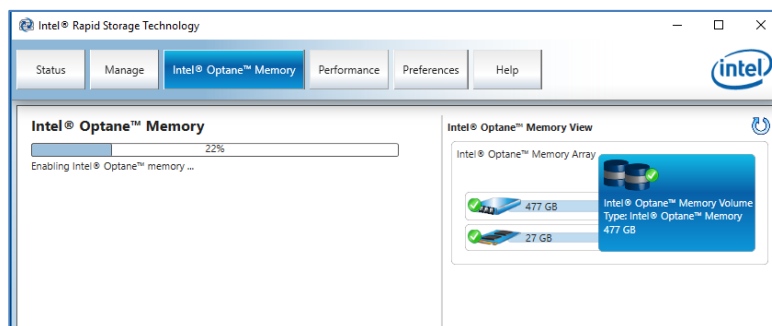 Intel® Rapid Storage Technology
Status
Manage
Intel® Optane™ Memory
Performance
Preferences
Help
intel
Intel® Optane™ Memory
22%
Enabling Intel® Optane™ memory ...
Intel® Optane™ Memory View
Intel® Optane™ Memory Array
477 GB
27 GB
Intel® Optane™ Memory Volume
Type: Intel® Optane™ Memory
477 GB